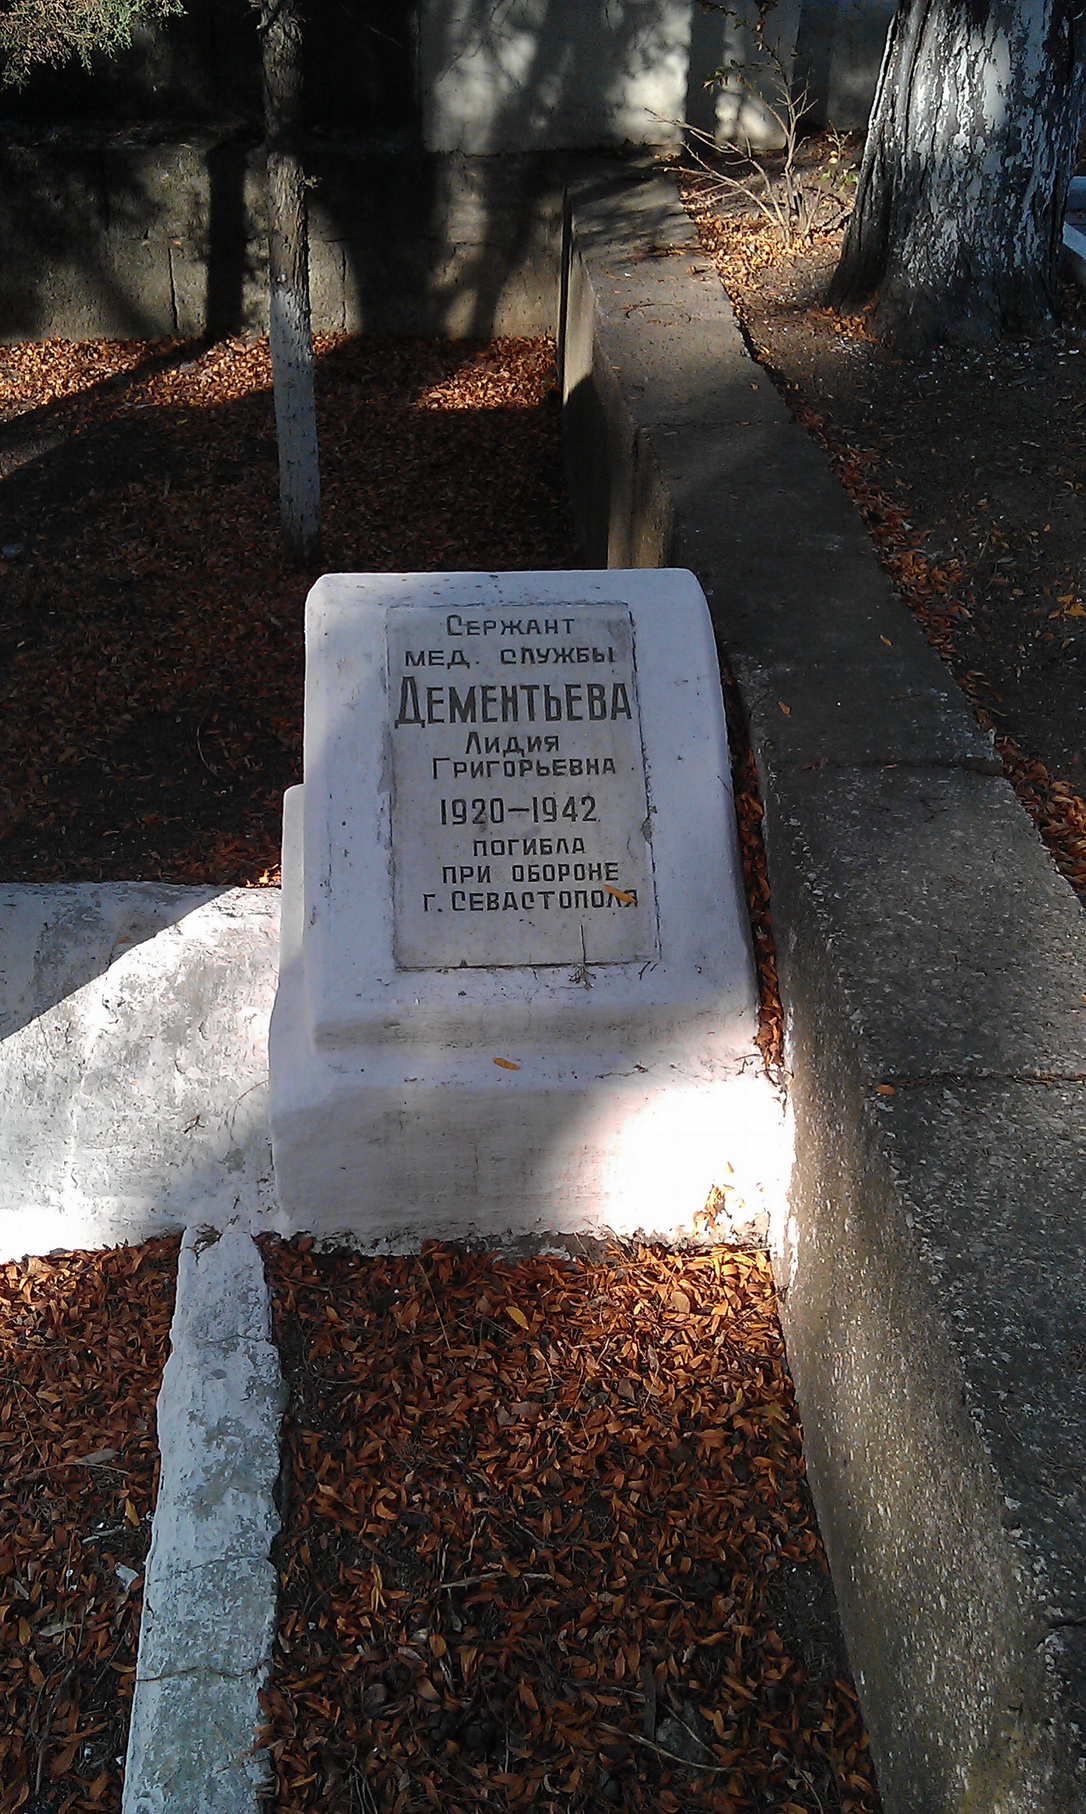 Сержант
мед. службы
Дементьева
Лидия
Григорьевна
1920–1942
погибла
при обороне
г. Севастополя